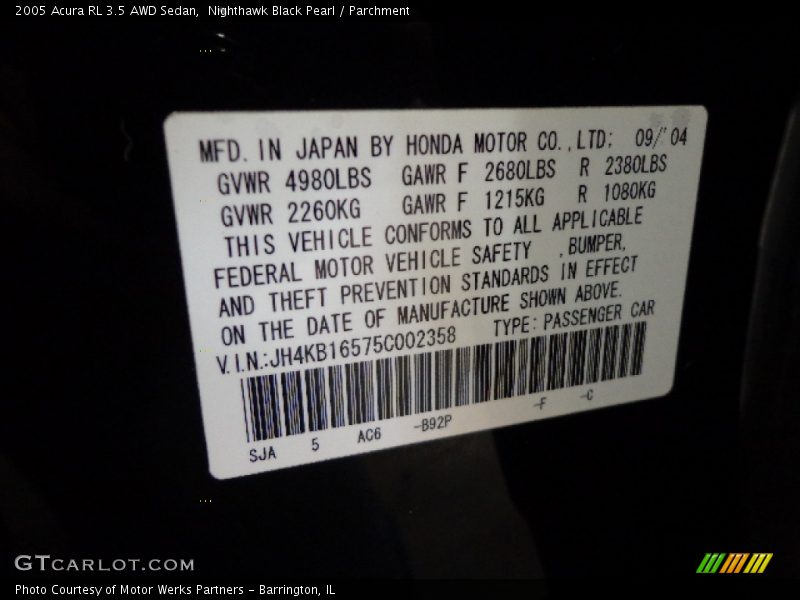 2005 Acura RL 3.5 AWD Sedan,  Nighthawk Black Pearl / Parchment
MFD. IN JAPAN BY HONDA MOTOR CO.,LTD; 09/'04
GVWR 4980LBS GAWR F 2680LBS R 2380LBS
GVWR 2260KG GAWR F 1215KG R 1080KG
THIS VEHICLE CONFORMS TO ALL APPLICABLE
FEDERAL MOTOR VEHICLE SAFETY ,BUMPER,
AND THEFT PREVENTION STANDARDS IN EFFECT
ON THE DATE OF MANUFACTURE SHOWN ABOVE.
V.I.N.:JH4KB16575C002358 TYPE:PASSENGER CAR
SJA 5 AC6 -B92P -F -C
GTCARLOT.COM
Photo Courtesy of Motor Werks Partners - Barrington, IL